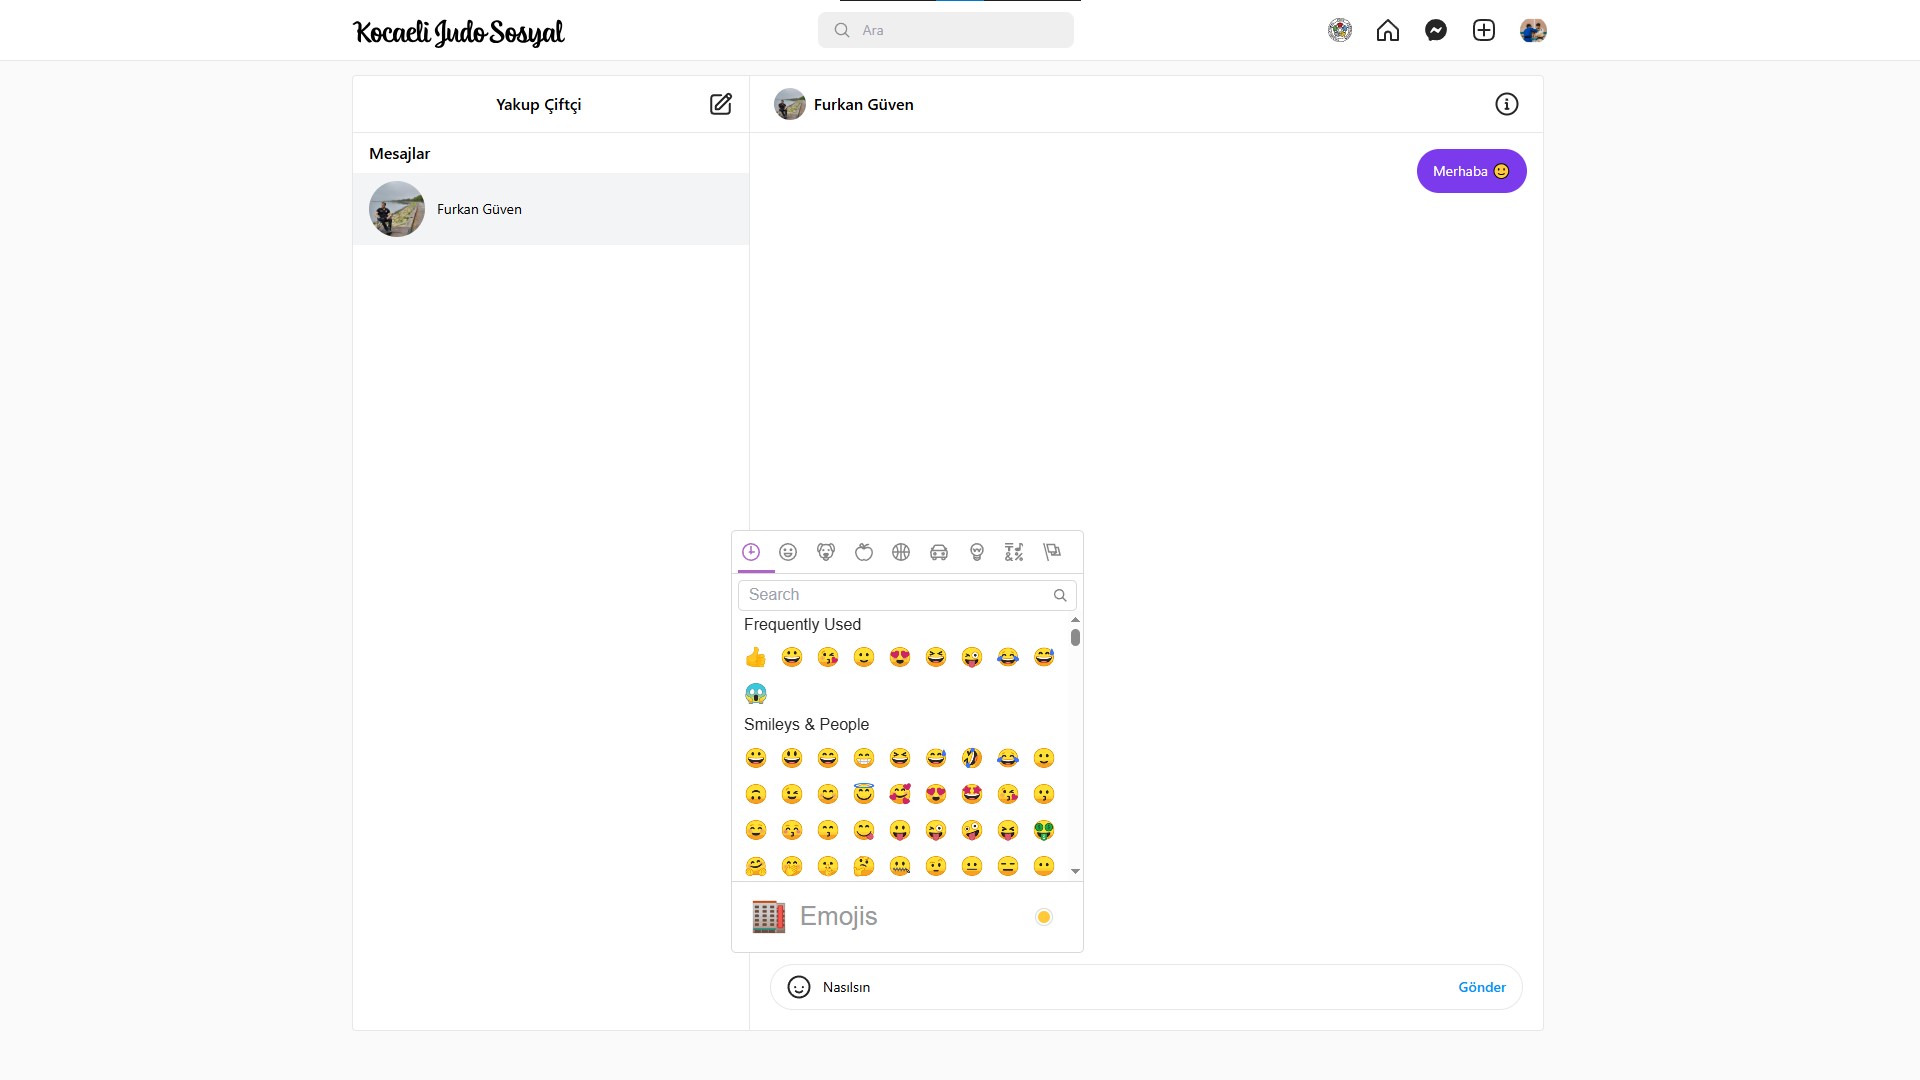 Kocaeli Judo Sosyal
Ara
Yakup Çiftçi
Furkan Güven
Mesajlar
Furkan Güven
Merhaba 🙂
Search
Frequently Used
Smileys & People
Emojis
Nasılsın
Gönder